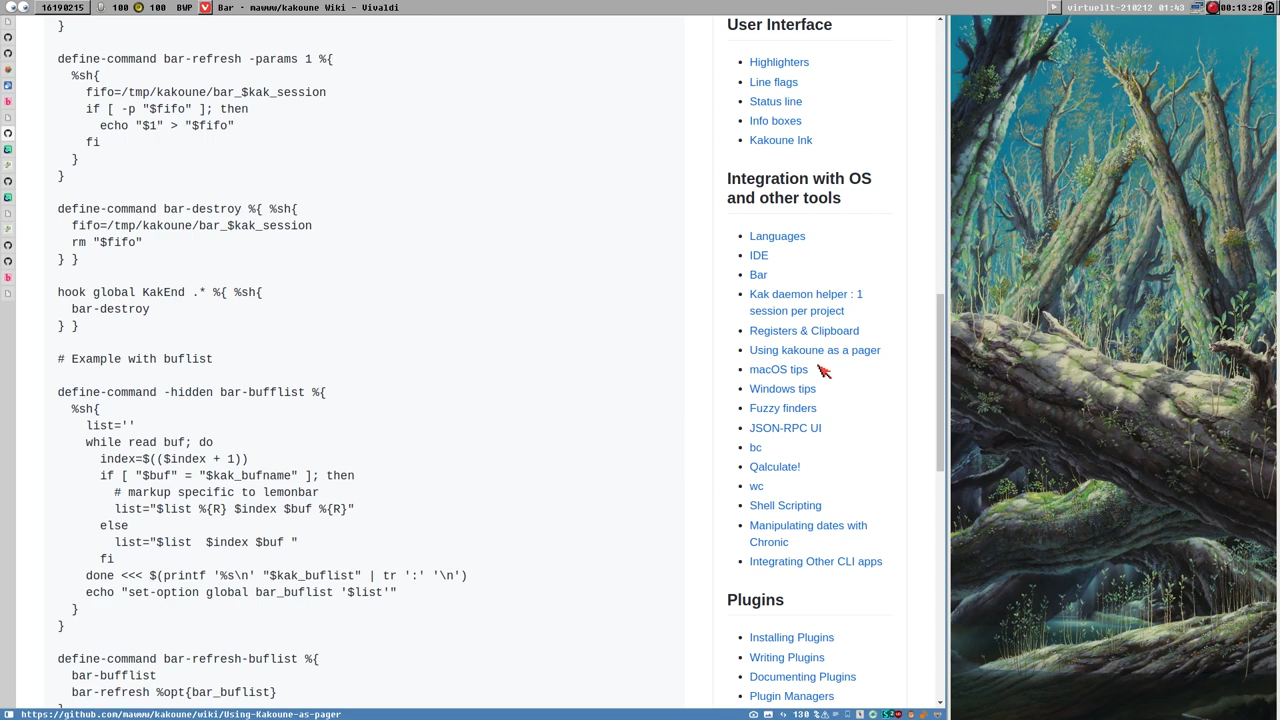 16190215 100 100 BWP Bar - mawww/kakoune Wiki - Vivaldi virtuellt-210212 01:43 00:13:28
}
define-command bar-refresh -params 1 %{
%sh{
fifo=/tmp/kakoune/bar_$kak_session
if [ -p "$fifo" ]; then
echo "$1" > "$fifo"
fi
}
}
define-command bar-destroy %{ %sh{
fifo=/tmp/kakoune/bar_$kak_session
rm "$fifo"
} }
hook global KakEnd .* %{ %sh{
bar-destroy
} }
# Example with buflist
define-command -hidden bar-bufflist %{
%sh{
list=''
while read buf; do
index=$(($index + 1))
if [ "$buf" = "$kak_bufname" ]; then
# markup specific to lemonbar
list="$list %{R} $index $buf %{R}"
else
list="$list  $index $buf "
fi
done <<< $(printf '%s\n' "$kak_buflist" | tr ':' '\n')
echo "set-option global bar_buflist '$list'"
}
}
define-command bar-refresh-buflist %{
bar-bufflist
bar-refresh %opt{bar_buflist}
User Interface
Highlighters
Line flags
Status line
Info boxes
Kakoune Ink
Integration with OS
and other tools
Languages
IDE
Bar
Kak daemon helper : 1
session per project
Registers & Clipboard
Using kakoune as a pager
macOS tips
Windows tips
Fuzzy finders
JSON-RPC UI
bc
Qalculate!
wc
Shell Scripting
Manipulating dates with
Chronic
Integrating Other CLI apps
Plugins
Installing Plugins
Writing Plugins
Documenting Plugins
Plugin Managers
https://github.com/mawww/kakoune/wiki/Using-Kakoune-as-pager 130 %